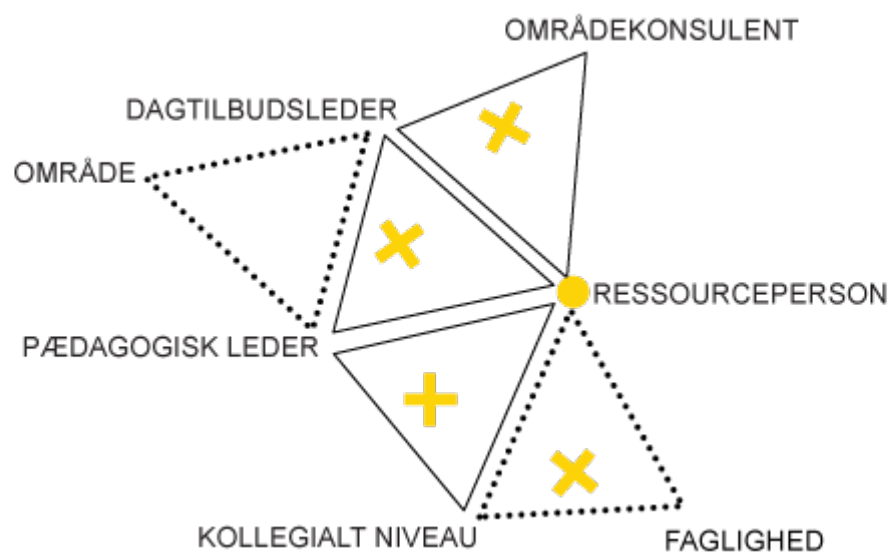 OMRÅDEKONSULENT
DAGTILBUDSLEDER
OMRÅDE
RESSOURCEPERSON
PÆDAGOGISK LEDER
KOLLEGIALT NIVEAU
FAGLIGHED